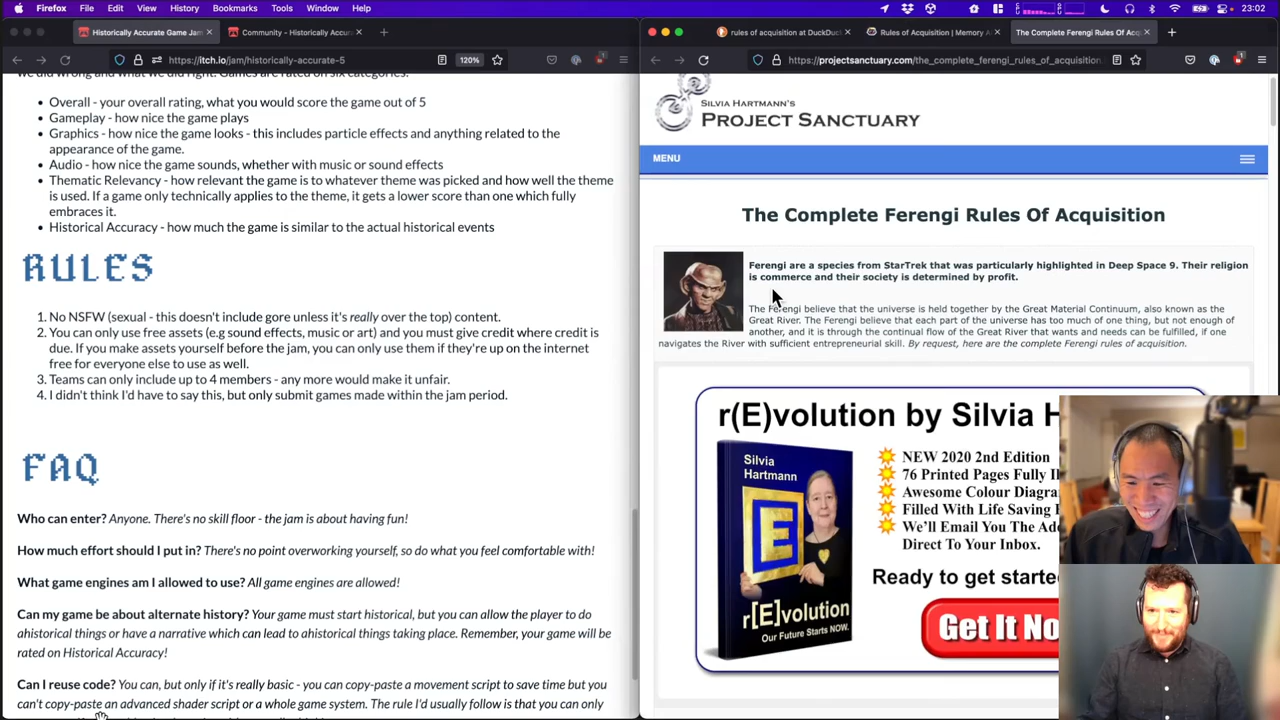 Firefox File Edit View History Bookmarks Tools Window Help
23:02
Historically Accurate Game Jam
Community - Historically Accura
https://itch.io/jam/historically-accurate-5
120%
we did wrong and what we did right. Games are rated on six categories:
Overall - your overall rating, what you would score the game out of 5
Gameplay - how nice the game plays
Graphics - how nice the game looks - this includes particle effects and anything related to the
appearance of the game.
Audio - how nice the game sounds, whether with music or sound effects
Thematic Relevancy - how relevant the game is to whatever theme was picked and how well the theme
is used. If a game only technically applies to the theme, it gets a lower score than one which fully
embraces it.
Historical Accuracy - how much the game is similar to the actual historical events
RULES
1. No NSFW (sexual - this doesn't include gore unless it's really over the top) content.
2. You can only use free assets (e.g sound effects, music or art) and you must give credit where credit is
due. If you make assets yourself before the jam, you can only use them if they're up on the internet
free for everyone else to use as well.
3. Teams can only include up to 4 members - any more would make it unfair.
4. I didn't think I'd have to say this, but only submit games made within the jam period.
FAQ
Who can enter? Anyone. There's no skill floor - the jam is about having fun!
How much effort should I put in? There's no point overworking yourself, so do what you feel comfortable with!
What game engines am I allowed to use? All game engines are allowed!
Can my game be about alternate history? Your game must start historical, but you can allow the player to do
ahistorical things or have a narrative which can lead to ahistorical things taking place. Remember, your game will be
rated on Historical Accuracy!
Can I reuse code? You can, but only if it's really basic - you can copy-paste a movement script to save time but you
can't copy-paste an advanced shader script or a whole game system. The rule I'd usually follow is that you can only
rules of acquisition at DuckDuc
Rules of Acquisition | Memory A
The Complete Ferengi Rules Of Acq
https://projectsanctuary.com/the_complete_ferengi_rules_of_acquisition
SILVIA HARTMANN'S
PROJECT SANCTUARY
MENU
The Complete Ferengi Rules Of Acquisition
Ferengi are a species from StarTrek that was particularly highlighted in Deep Space 9. Their religion
is commerce and their society is determined by profit.
The Ferengi believe that the universe is held together by the Great Material Continuum, also known as the
Great River. The Ferengi believe that each part of the universe has too much of one thing, but not enough of
another, and it is through the continual flow of the Great River that wants and needs can be fulfilled, if one
navigates the River with sufficient entrepreneurial skill. By request, here are the complete Ferengi rules of acquisition.
r(E)volution by Silvia H
Silvia
Hartmann
E
r[E]volution
Our Future Starts NOW.
NEW 2020 2nd Edition
76 Printed Pages Fully Il
Awesome Colour Diagra
Filled With Life Saving
We'll Email You The Ad
Direct To Your Inbox.
Ready to get starte
Get It No